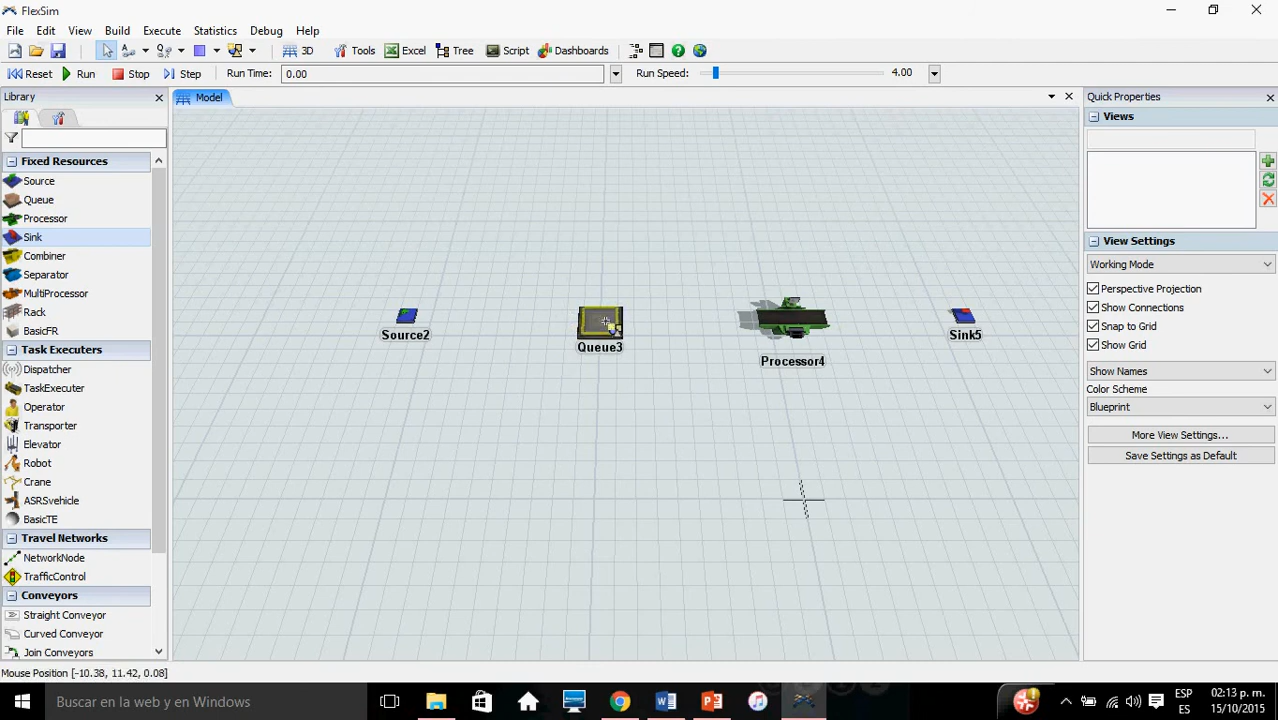 FlexSim
File Edit View Build Execute Statistics Debug Help
3D Tools Excel Tree Script Dashboards
Reset Run Stop Step Run Time: 0.00 Run Speed: 4.00
Library Model Quick Properties
Views
Fixed Resources
Source
Queue
Processor
Sink
Combiner
Separator
MultiProcessor
Rack
BasicFR
Task Executers
Dispatcher
TaskExecuter
Operator
Transporter
Elevator
Robot
Crane
ASRSvehicle
BasicTE
Travel Networks
NetworkNode
TrafficControl
Conveyors
Straight Conveyor
Curved Conveyor
Join Conveyors
Source2
Queue3
Processor4
Sink5
View Settings
Working Mode
Perspective Projection
Show Connections
Snap to Grid
Show Grid
Show Names
Color Scheme
Blueprint
More View Settings...
Save Settings as Default
Mouse Position [-10.38, 11.42, 0.08]
Buscar en la web y en Windows
ESP 02:13 p. m.
ES 15/10/2015